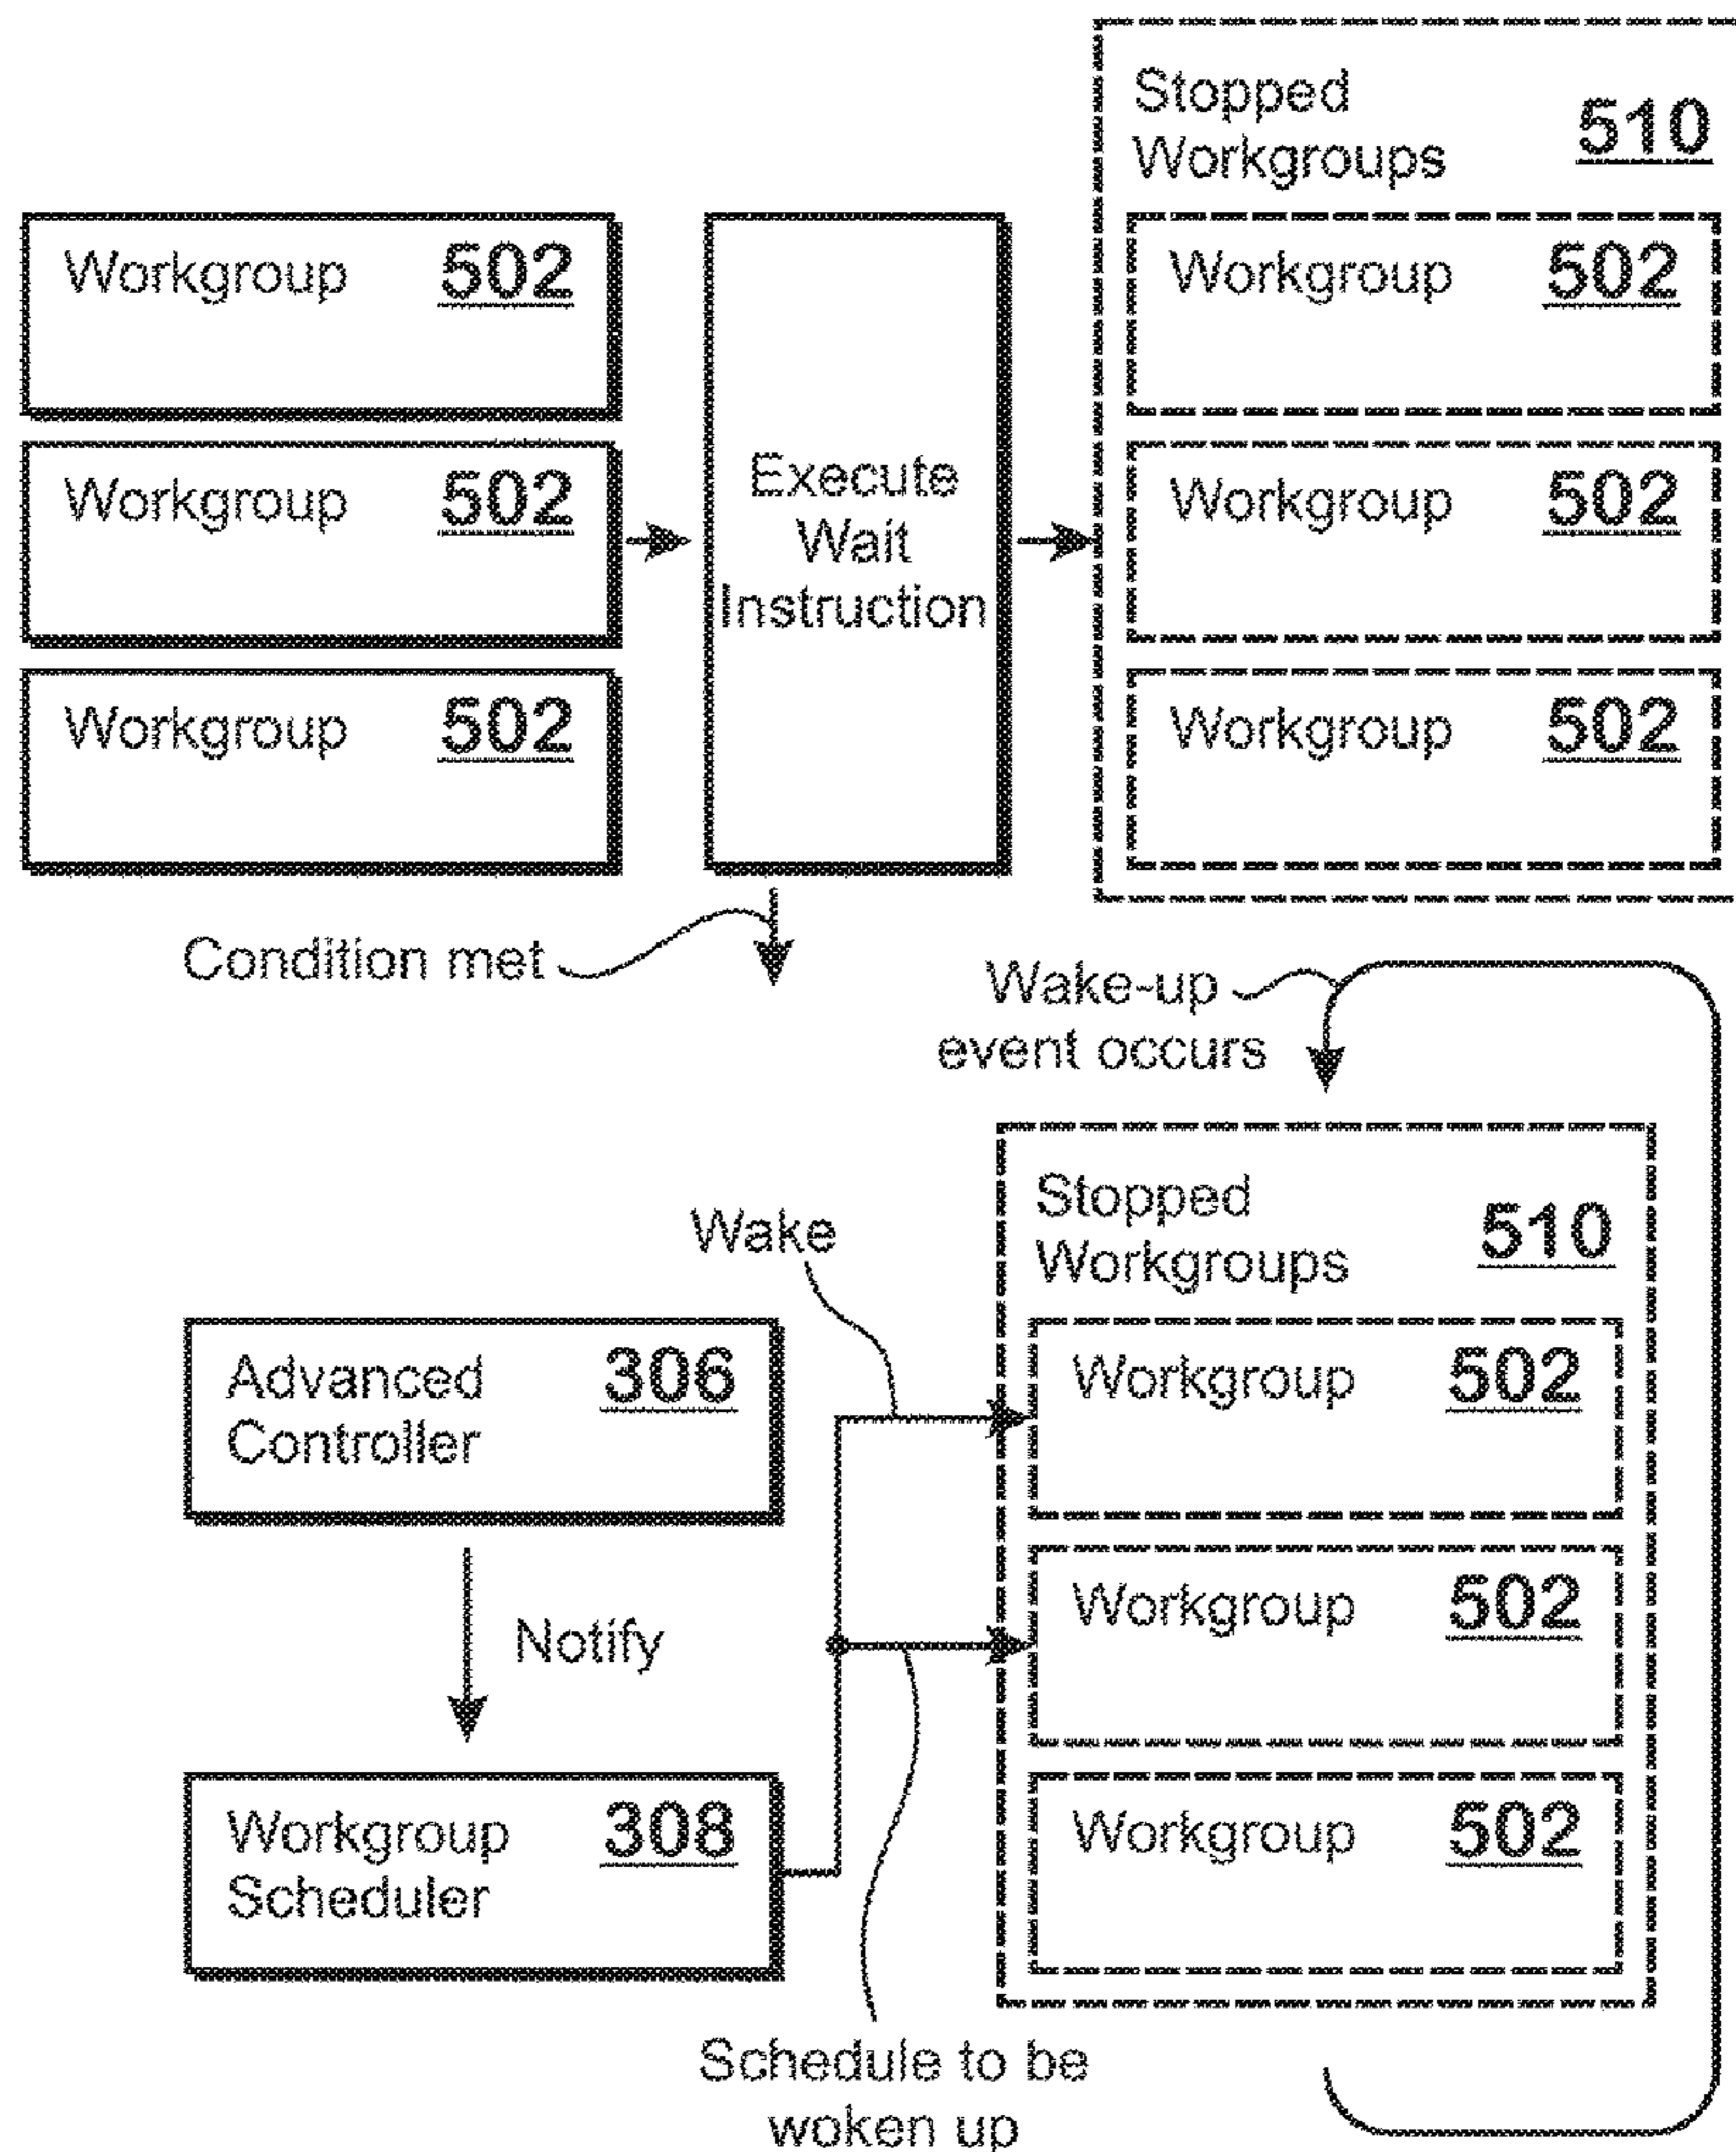 Stopped
Workgroups 510
Workgroup 502
Workgroup 502
Workgroup 502
Execute
Wait
Instruction
Workgroup 502
Workgroup 502
Workgroup 502
Condition met
Wake-up
event occurs
Stopped
Workgroups 510
Wake
Advanced 306
Controller
Notify
Workgroup 308
Scheduler
Workgroup 502
Workgroup 502
Workgroup 502
Schedule to be
woken up